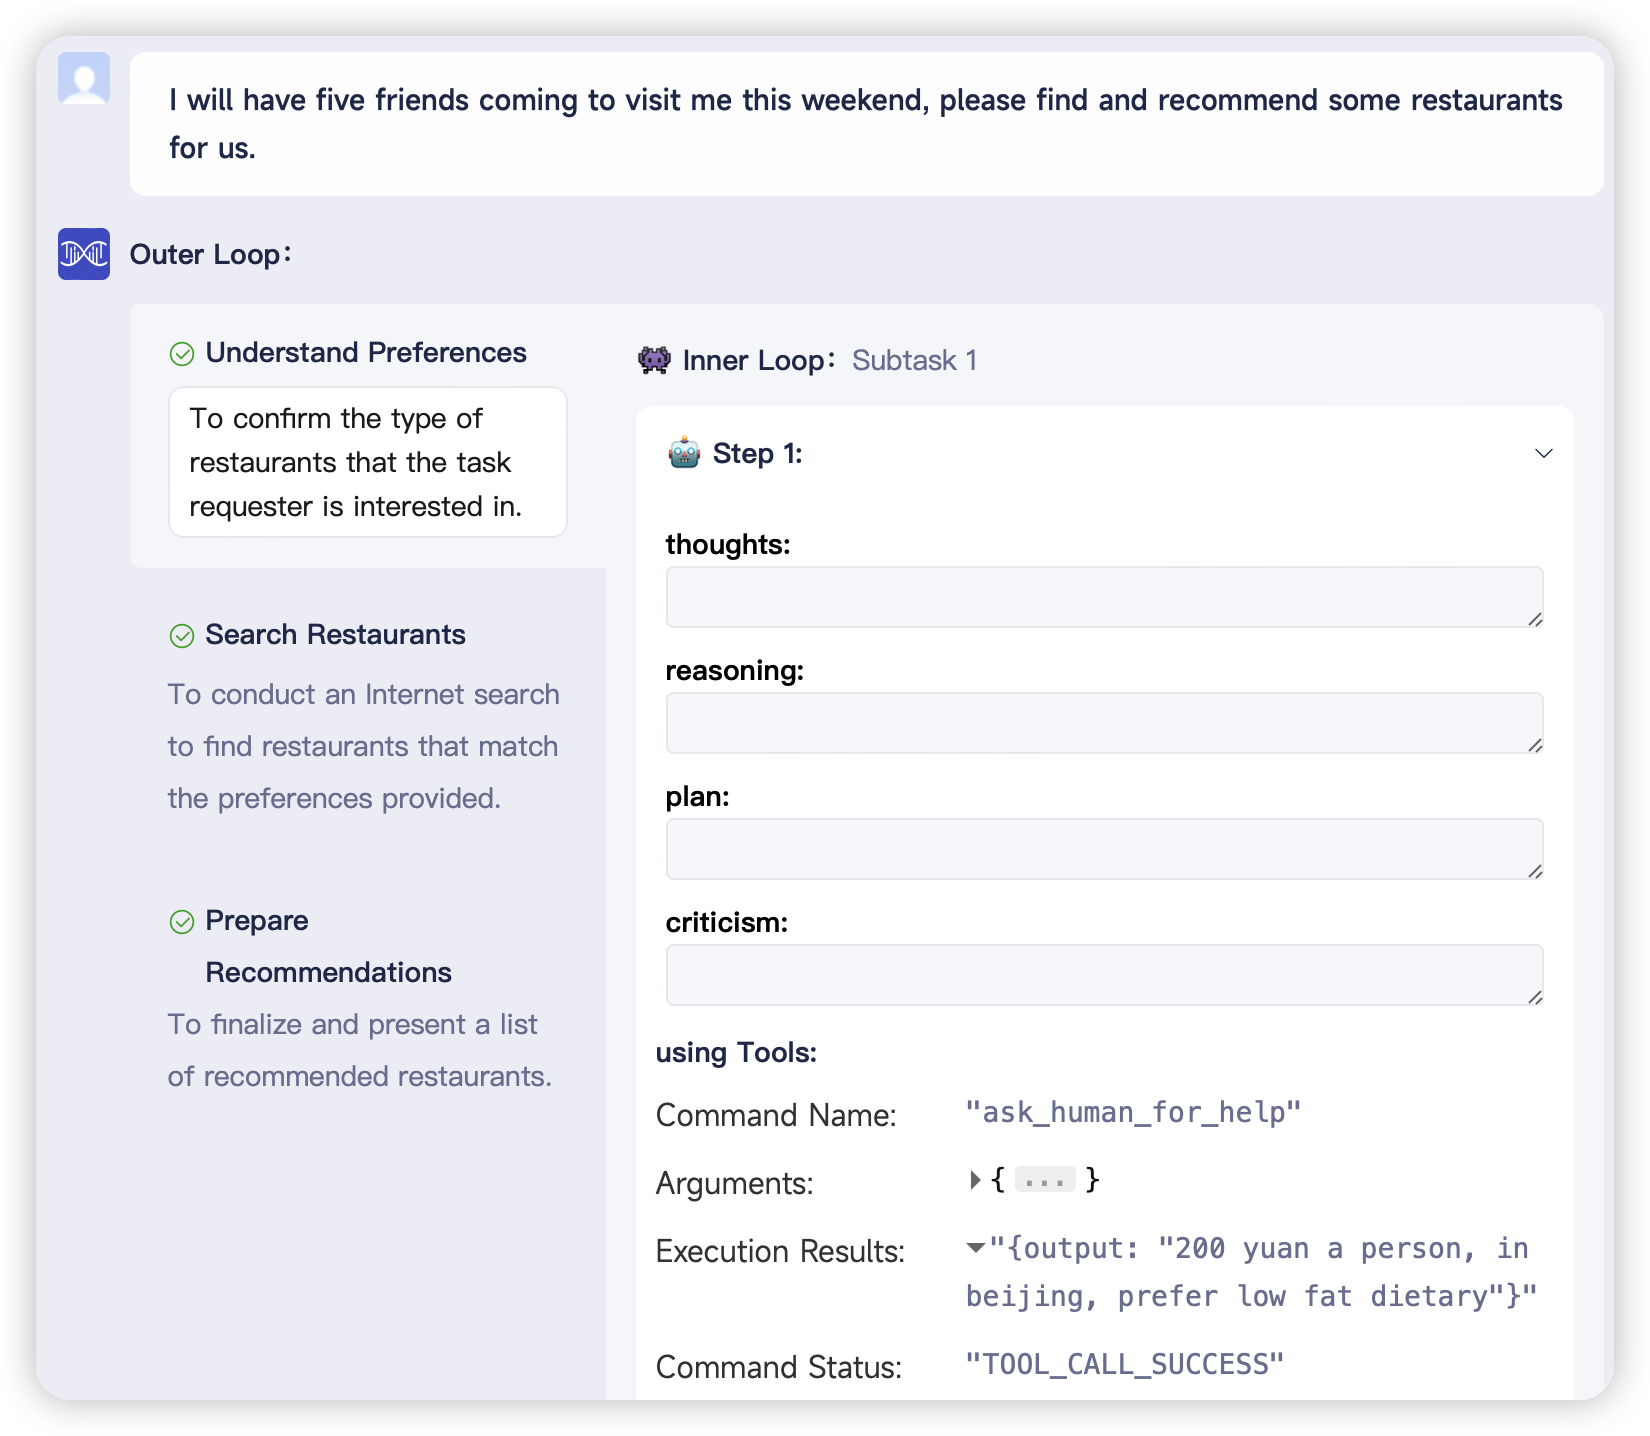 I will have five friends coming to visit me this weekend, please find and recommend some restaurants
for us.
Outer Loop:
Understand Preferences
To confirm the type of
restaurants that the task
requester is interested in.
Search Restaurants
To conduct an Internet search
to find restaurants that match
the preferences provided.
Prepare
Recommendations
To finalize and present a list
of recommended restaurants.
Inner Loop: Subtask 1
Step 1:
thoughts:
reasoning:
plan:
criticism:
using Tools:
Command Name: "ask_human_for_help"
Arguments: { ... }
Execution Results: "{output: "200 yuan a person, in
beijing, prefer low fat dietary"}"
Command Status: "TOOL_CALL_SUCCESS"